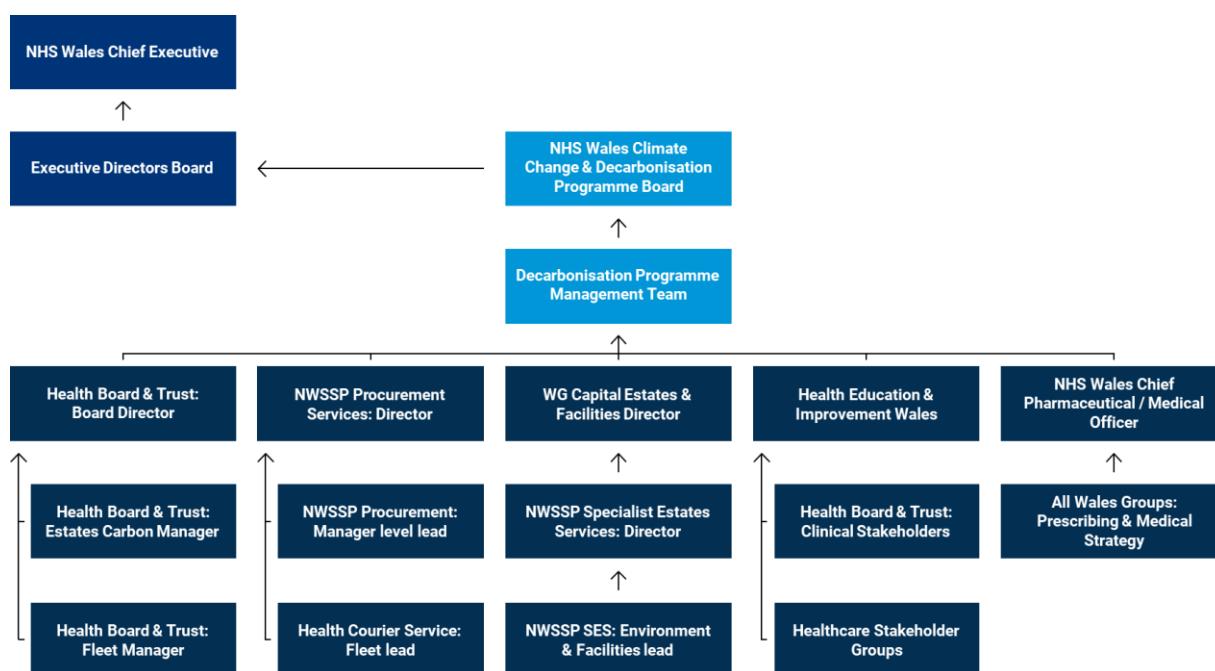 NHS Wales Chief Executive
Executive Directors Board
NHS Wales Climate
Change & Decarbonisation
Programme Board
Decarbonisation Programme
Management Team
Health Board & Trust:
Board Director
NWSSP Procurement
Services: Director
WG Capital Estates &
Facilities Director
Health Education &
Improvement Wales
NHS Wales Chief
Pharmaceutical / Medical
Officer
Health Board & Trust:
Estates Carbon Manager
NWSSP Procurement:
Manager level lead
NWSSP Specialist Estates
Services: Director
Health Board & Trust:
Clinical Stakeholders
All Wales Groups:
Prescribing & Medical
Strategy
Health Board & Trust:
Fleet Manager
Health Courier Service:
Fleet lead
NWSSP SES: Environment
& Facilities lead
Healthcare Stakeholder
Groups